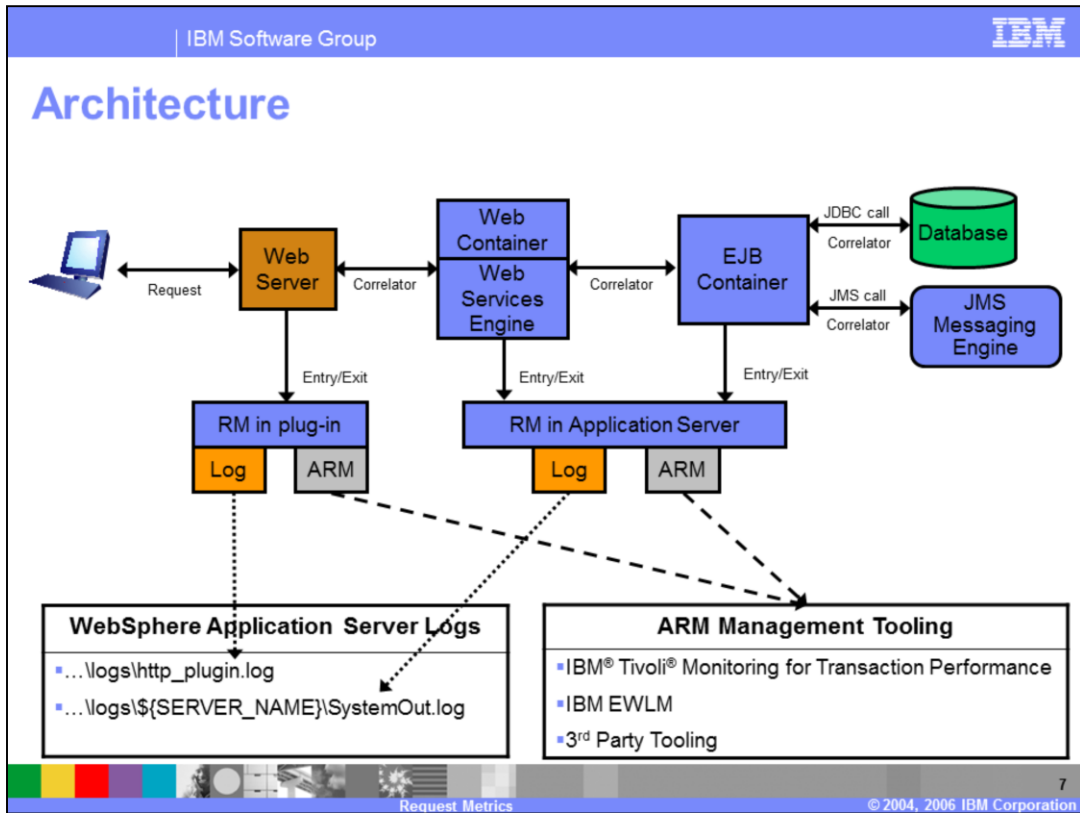 IBM Software Group
IBM
Architecture
Web
Server
Web
Container
Web
Services
Engine
EJB
Container
JDBC call
Correlator
Database
JMS call
Correlator
JMS
Messaging
Engine
Request
Correlator
Correlator
Entry/Exit
Entry/Exit
Entry/Exit
RM in plug-in
Log
ARM
RM in Application Server
Log
ARM
WebSphere Application Server Logs
▪…\logs\http_plugin.log
▪…\logs\${SERVER_NAME}\SystemOut.log
ARM Management Tooling
▪IBM® Tivoli® Monitoring for Transaction Performance
▪IBM EWLM
▪3rd Party Tooling
7
Request Metrics
© 2004, 2006 IBM Corporation